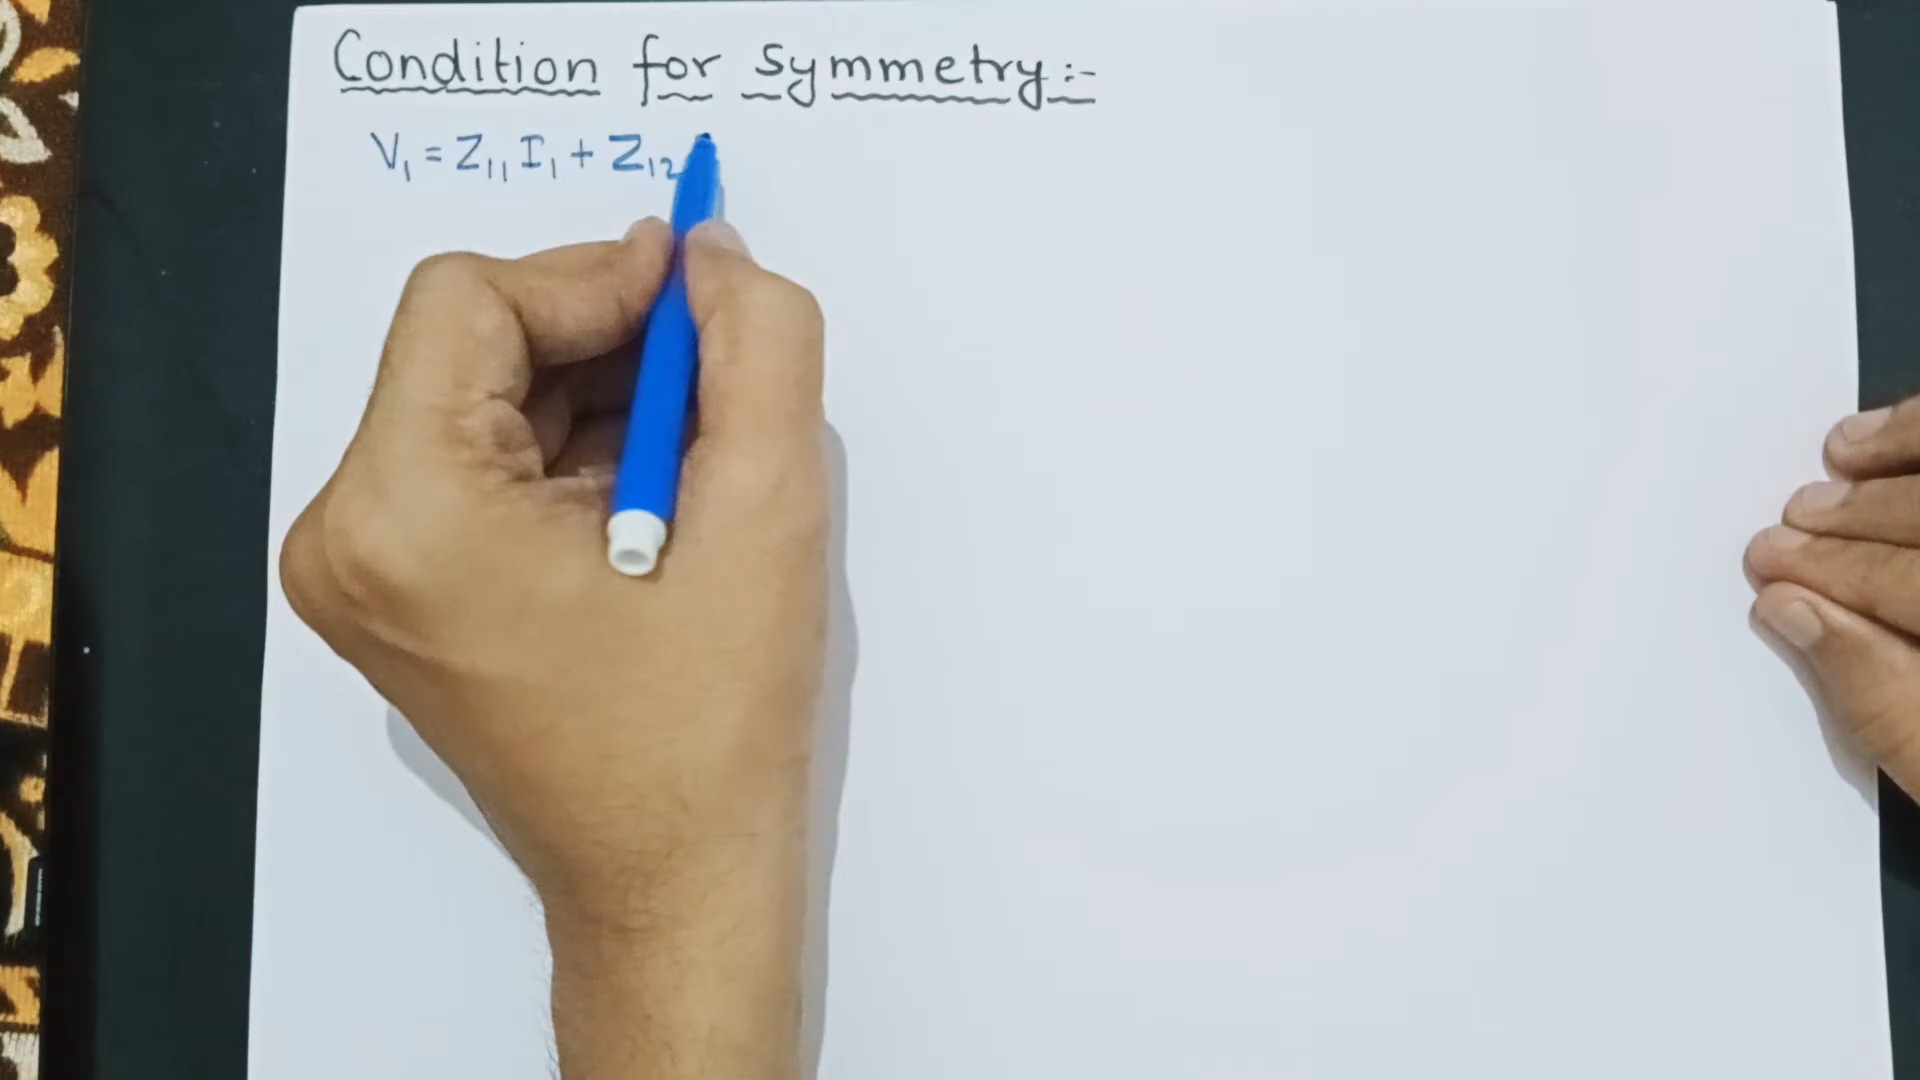 Condition for symmetry:-
V₁ = Z₁₁ I₁ + Z₁₂